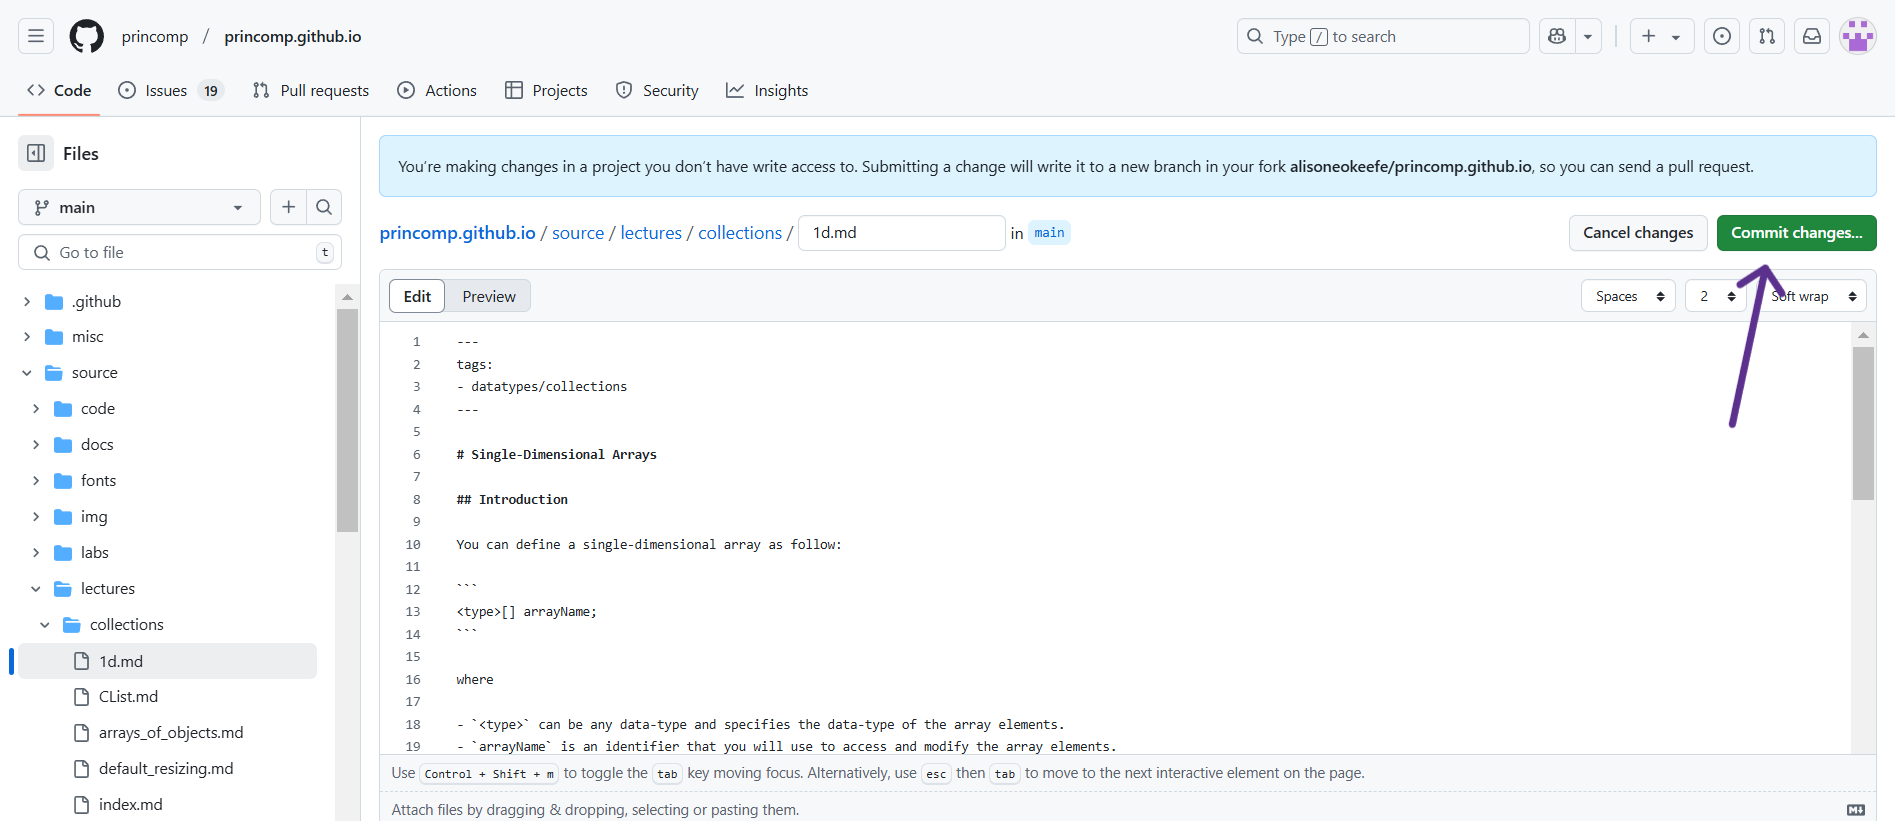 princomp / princomp.github.io
Type / to search
Code
Issues 19
Pull requests
Actions
Projects
Security
Insights
Files
main
Go to file
t
.github
misc
source
code
docs
fonts
img
labs
lectures
collections
1d.md
CList.md
arrays_of_objects.md
default_resizing.md
index.md
You're making changes in a project you don't have write access to. Submitting a change will write it to a new branch in your fork alisoneokeefe/princomp.github.io, so you can send a pull request.
princomp.github.io / source / lectures / collections / 1d.md in main
Cancel changes
Commit changes...
Edit
Preview
Spaces
2
Soft wrap
1 ---
2 tags:
3 - datatypes/collections
4 ---
5
6 # Single-Dimensional Arrays
7
8 ## Introduction
9
10 You can define a single-dimensional array as follow:
11
12 ```
13 <type>[] arrayName;
14 ```
15
16 where
17
18 - `<type>` can be any data-type and specifies the data-type of the array elements.
19 - `arrayName` is an identifier that you will use to access and modify the array elements.
Use Control + Shift + m to toggle the tab key moving focus. Alternatively, use esc then tab to move to the next interactive element on the page.
Attach files by dragging & dropping, selecting or pasting them.